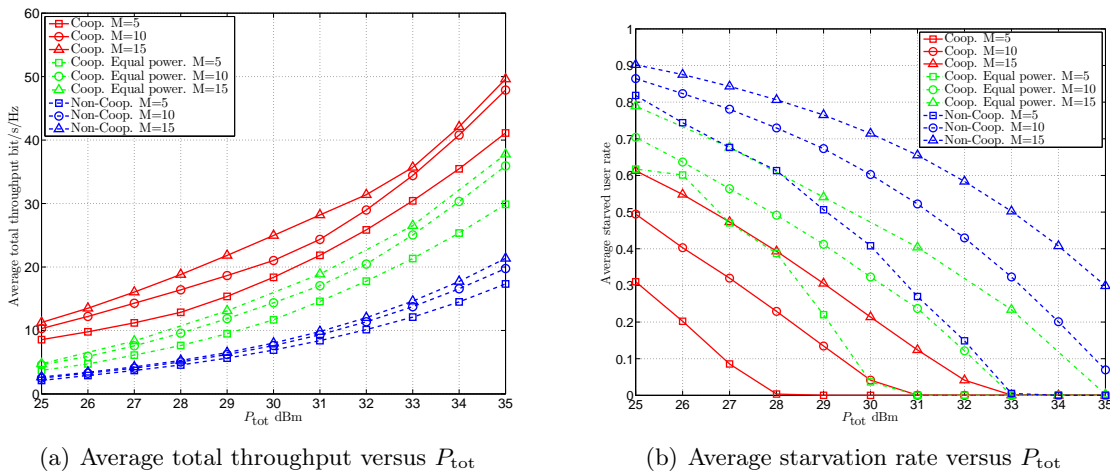 Coop. M=5
Coop. M=10
Coop. M=15
Coop. Equal power. M=5
Coop. Equal power. M=10
Coop. Equal power. M=15
Non-Coop. M=5
Non-Coop. M=10
Non-Coop. M=15
Average total throughput bit/s/Hz
60
50
40
30
20
10
0
25 26 27 28 29 30 31 32 33 34 35
P_tot dBm
(a) Average total throughput versus P_tot
Coop. M=5
Coop. M=10
Coop. M=15
Coop. Equal power. M=5
Coop. Equal power. M=10
Coop. Equal power. M=15
Non-Coop. M=5
Non-Coop. M=10
Non-Coop. M=15
Average starved user rate
1
0.9
0.8
0.7
0.6
0.5
0.4
0.3
0.2
0.1
0
25 26 27 28 29 30 31 32 33 34 35
P_tot dBm
(b) Average starvation rate versus P_tot